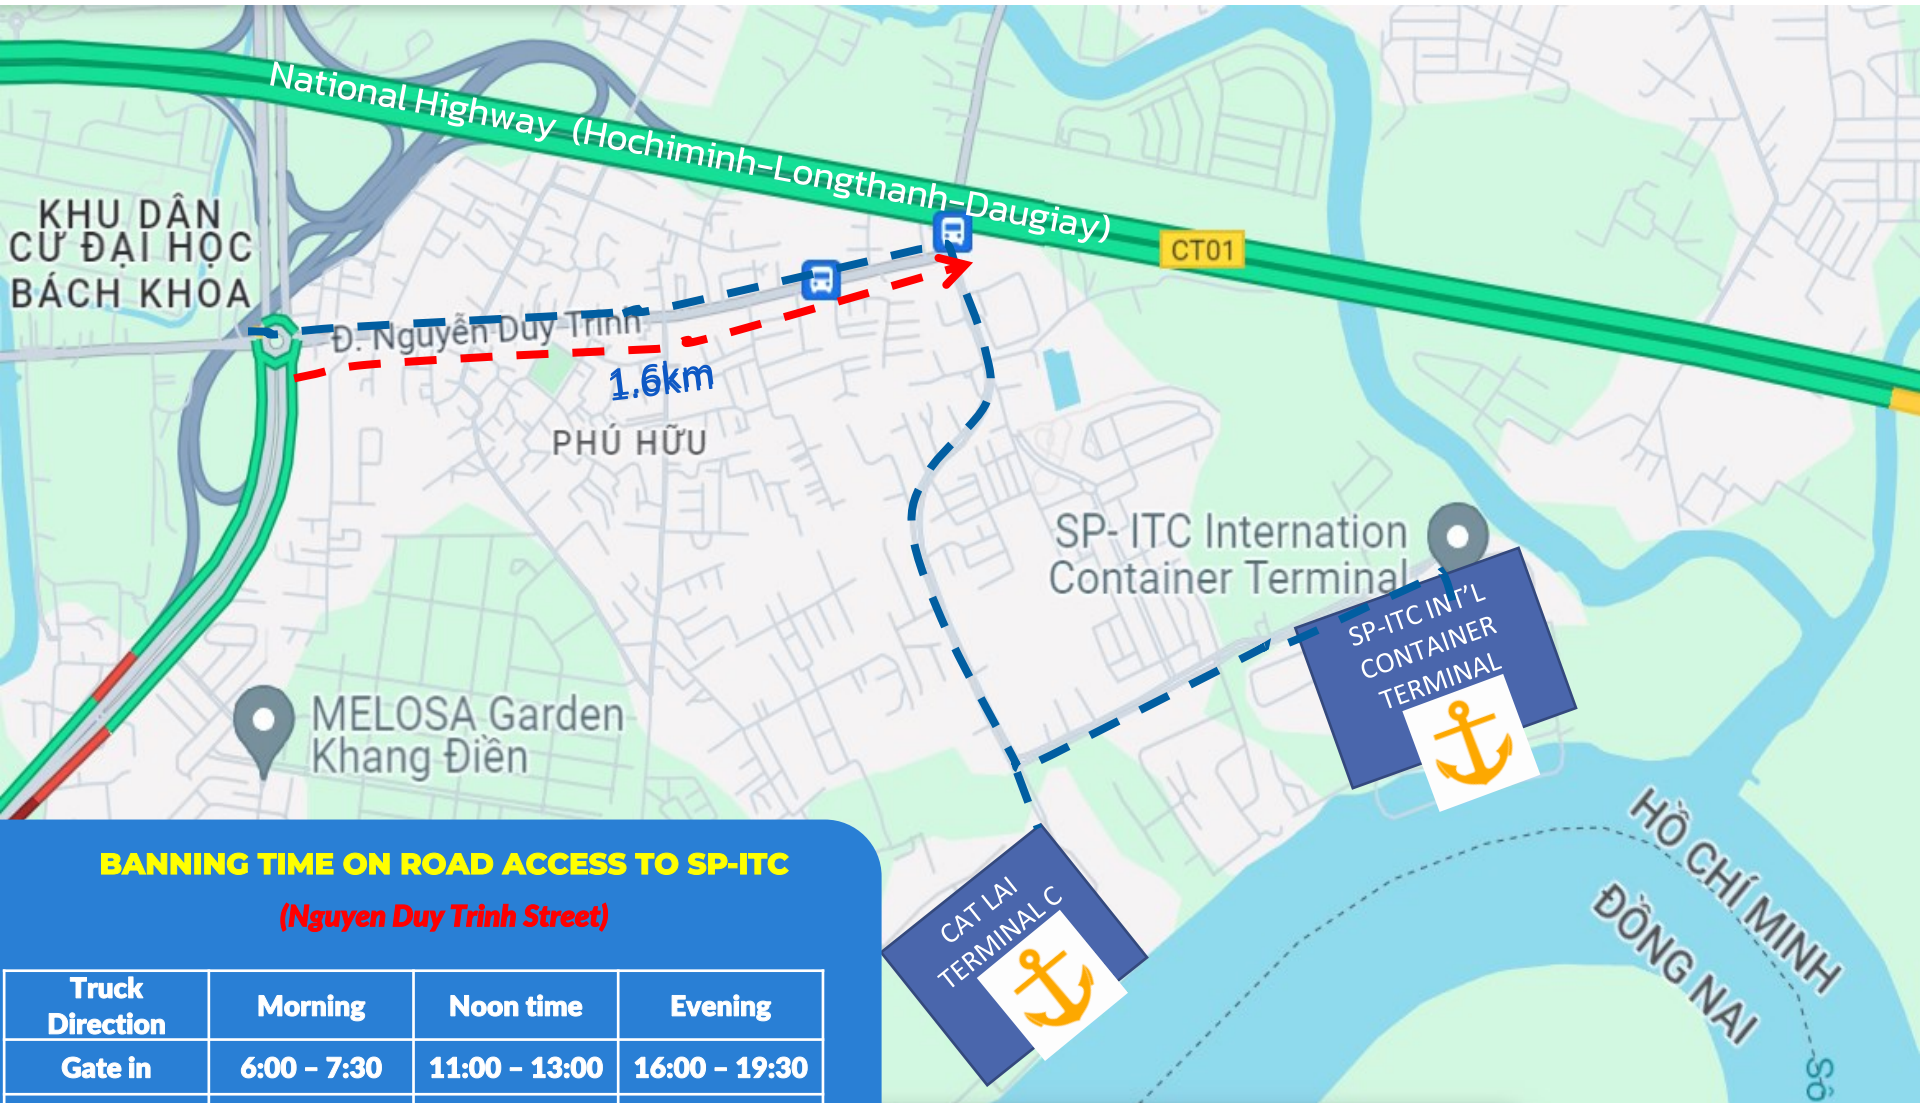 National Highway (Hochiminh-Longthanh-Daugiay)
CT01
KHU DÂN
CƯ ĐẠI HỌC
BÁCH KHOA
Đ. Nguyễn Duy Trinh
1.6km
PHÚ HỮU
SP- ITC Internation
Container Terminal
SP-ITC INT'L
CONTAINER
TERMINAL
MELOSA Garden
Khang Điền
HỒ CHÍ MINH
ĐỒNG NAI
Sô
CAT LAI
TERMINAL C
BANNING TIME ON ROAD ACCESS TO SP-ITC
(Nguyen Duy Trinh Street)
Truck
Direction
Morning
Noon time
Evening
Gate in
6:00 – 7:30
11:00 – 13:00
16:00 – 19:30